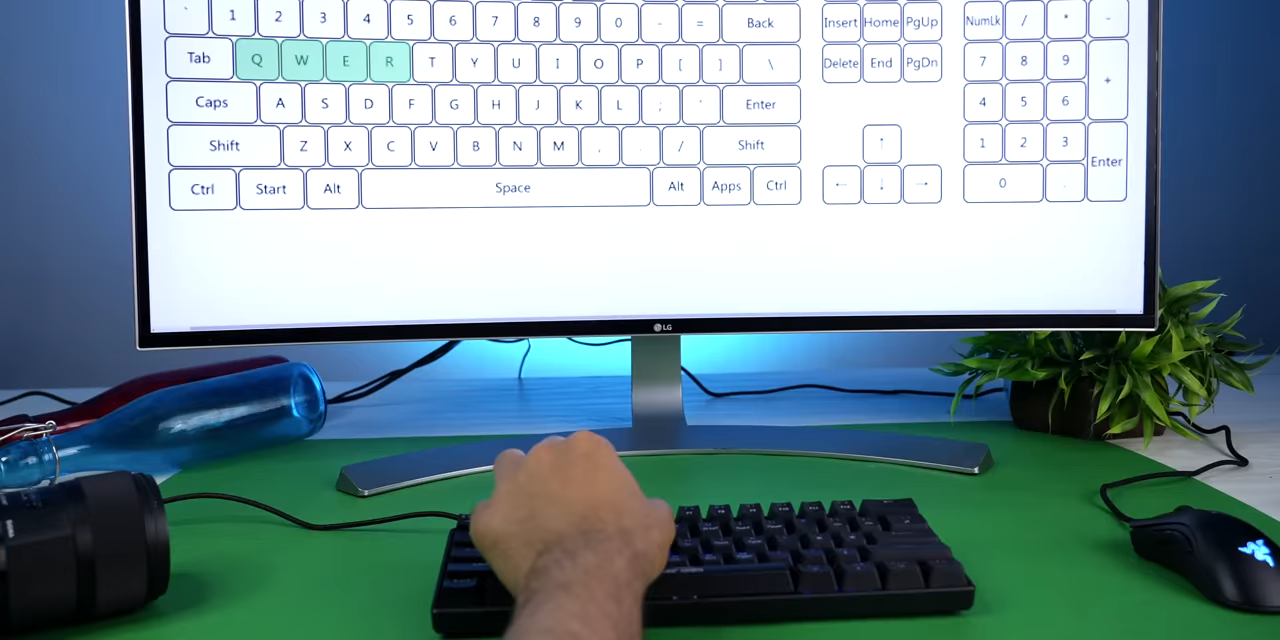 ` 1 2 3 4 5 6 7 8 9 0 - = Back Insert Home PgUp NumLk / * -
Tab Q W E R T Y U I O P [ ] \ Delete End PgDn 7 8 9 +
Caps A S D F G H J K L ; ' Enter 4 5 6
Shift Z X C V B N M , . / Shift ↑ 1 2 3 Enter
Ctrl Start Alt Space Alt Apps Ctrl ← ↓ → 0 .
LG